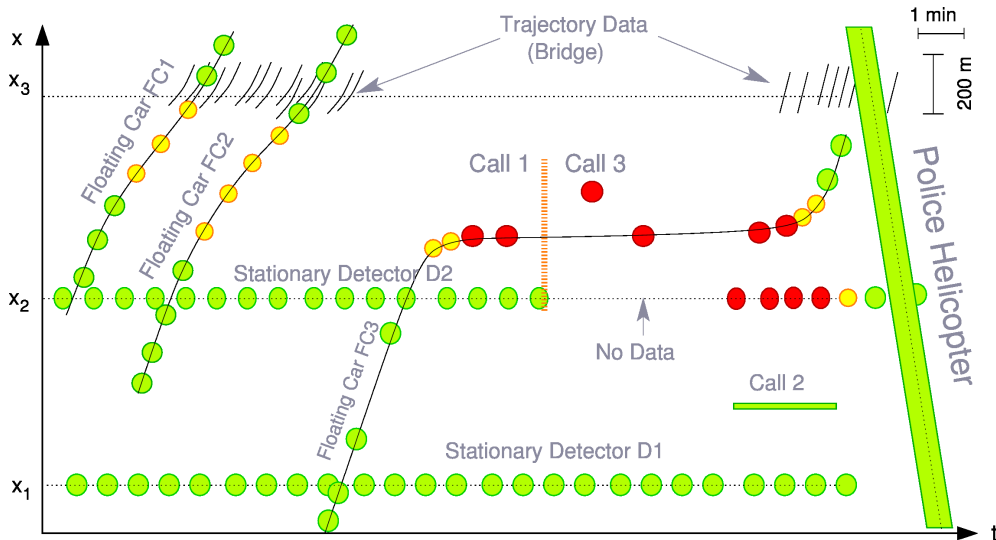 x
1 min
Trajectory Data
(Bridge)
x3
200 m
Floating Car FC1
Floating Car FC2
Call 1
Call 3
Police Helicopter
Stationary Detector D2
x2
No Data
Floating Car FC3
Call 2
Stationary Detector D1
x1
t